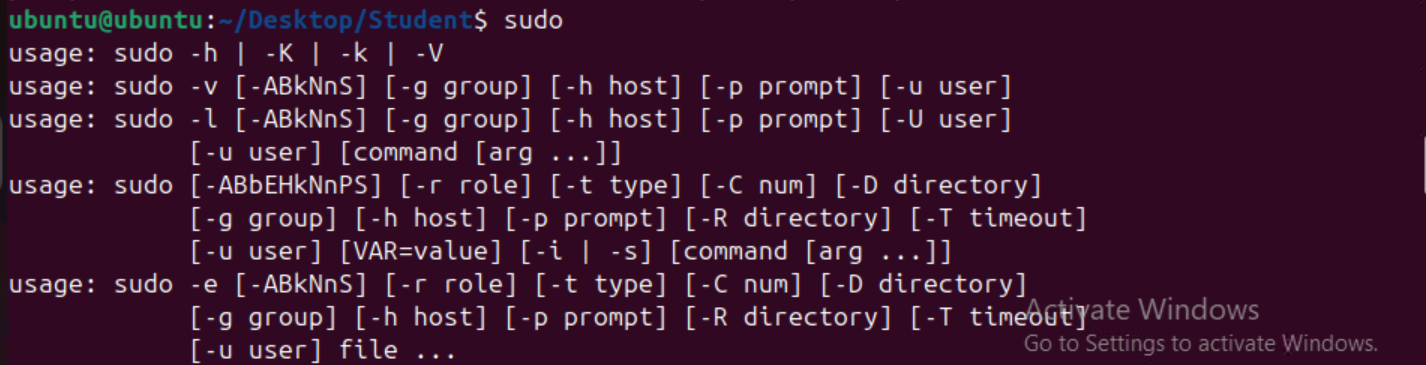 ubuntu@ubuntu:~/Desktop/Student$ sudo
usage: sudo -h | -K | -k | -V
usage: sudo -v [-ABkNnS] [-g group] [-h host] [-p prompt] [-u user]
usage: sudo -l [-ABkNnS] [-g group] [-h host] [-p prompt] [-U user]
            [-u user] [command [arg ...]]
usage: sudo [-ABbEHkNnPS] [-r role] [-t type] [-C num] [-D directory]
            [-g group] [-h host] [-p prompt] [-R directory] [-T timeout]
            [-u user] [VAR=value] [-i | -s] [command [arg ...]]
usage: sudo -e [-ABkNnS] [-r role] [-t type] [-C num] [-D directory]
            [-g group] [-h host] [-p prompt] [-R directory] [-T timeout]
            [-u user] file ...
Activate Windows
Go to Settings to activate Windows.